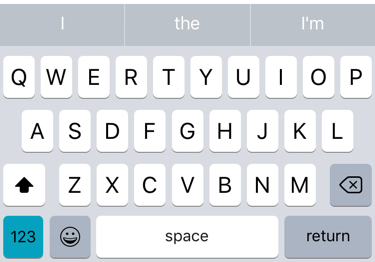 I the I'm
Q W E R T Y U I O P
A S D F G H J K L
Z X C V B N M
123 space return